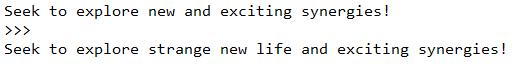 Seek to explore new and exciting synergies!
>>>
Seek to explore strange new life and exciting synergies!